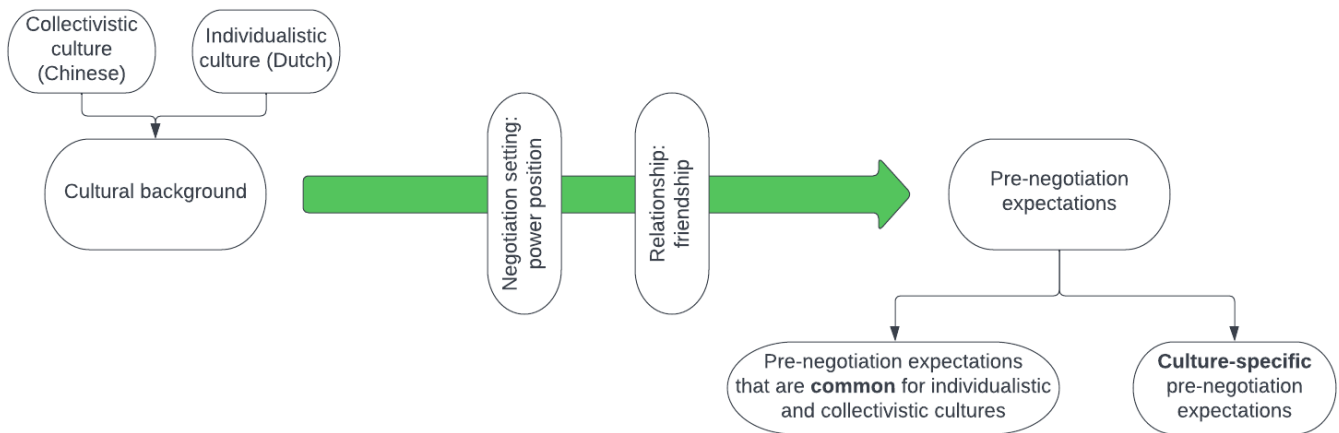 Collectivistic
culture
(Chinese)
Individualistic
culture (Dutch)
Cultural background
Negotiation setting:
power position
Relationship:
friendship
Pre-negotiation
expectations
Pre-negotiation expectations
that are common for individualistic
and collectivistic cultures
Culture-specific
pre-negotiation
expectations